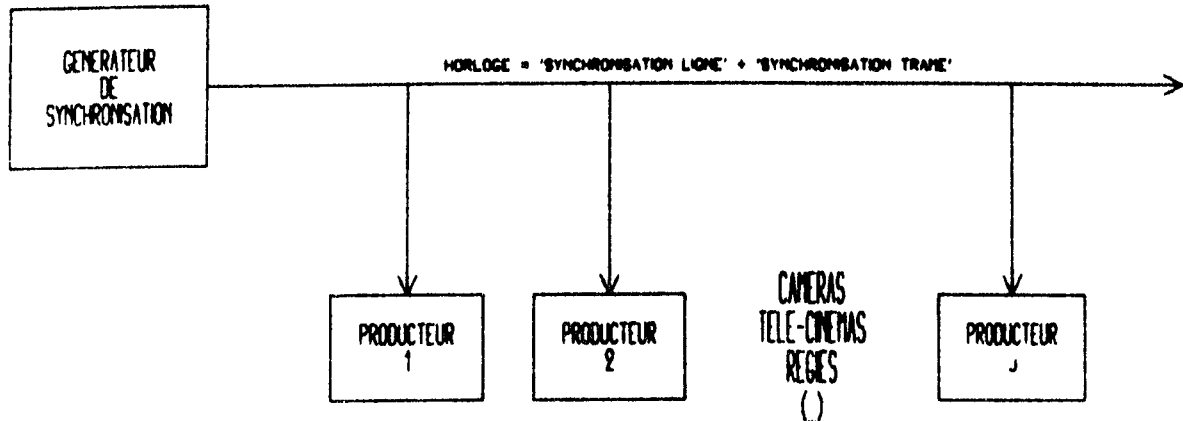 GENERATEUR
DE
SYNCHRONISATION
HORLOGE = 'SYNCHRONISATION LIGNE' + 'SYNCHRONISATION TRAME'
PRODUCTEUR
1
PRODUCTEUR
2
CAMERAS
TELE-CINEMAS
REGIES
(...)
PRODUCTEUR
J